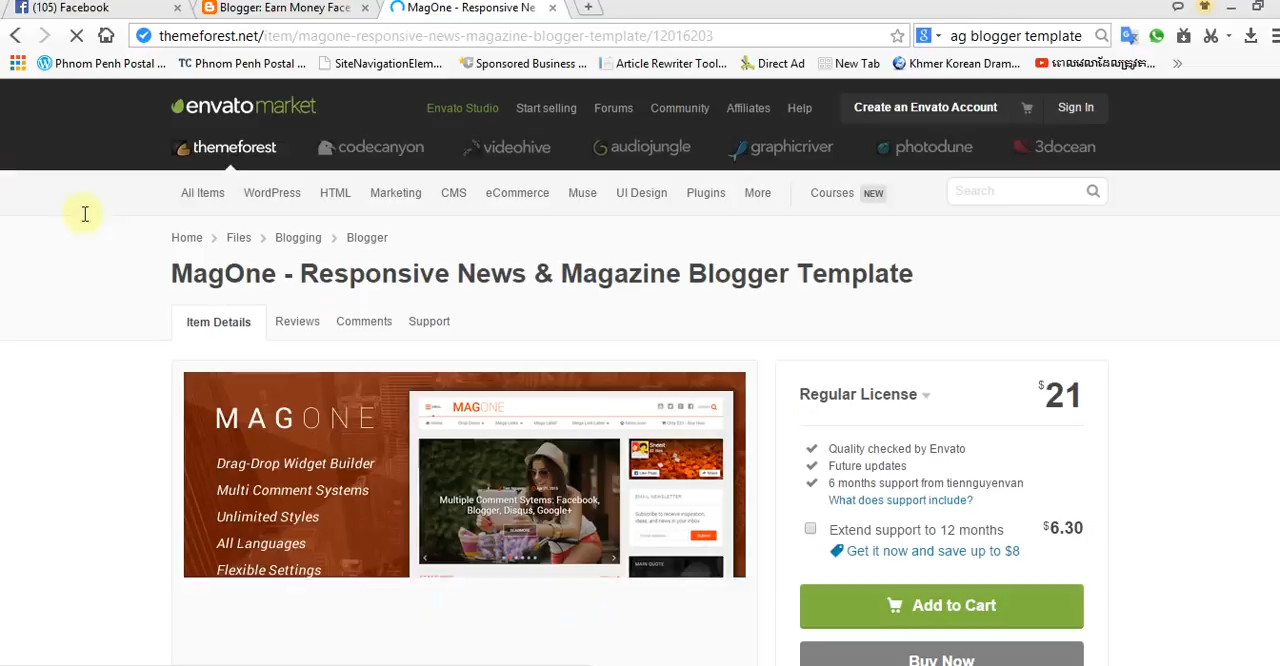 (105) Facebook
Blogger: Earn Money Face
MagOne - Responsive Ne
themeforest.net/item/magone-responsive-news-magazine-blogger-template/12016203
ag blogger template
Phnom Penh Postal ...
TC Phnom Penh Postal ...
SiteNavigationElem...
Sponsored Business ...
Article Rewriter Tool...
Direct Ad
New Tab
Khmer Korean Dram...
envatomarket
Envato Studio
Start selling
Forums
Community
Affiliates
Help
Create an Envato Account
Sign In
themeforest
codecanyon
videohive
audiojungle
graphicriver
photodune
3docean
All Items
WordPress
HTML
Marketing
CMS
eCommerce
Muse
UI Design
Plugins
More
Courses
NEW
Search
Home
Files
Blogging
Blogger
MagOne - Responsive News & Magazine Blogger Template
Item Details
Reviews
Comments
Support
MAGONE
Drag-Drop Widget Builder
Multi Comment Systems
Unlimited Styles
All Languages
Flexible Settings
MAGONE
Multiple Comment Sytems: Facebook,
Blogger, Disqus, Google+
Regular License
$21
Quality checked by Envato
Future updates
6 months support from tiennguyenvan
What does support include?
Extend support to 12 months
$6.30
Get it now and save up to $8
Add to Cart
Buy Now